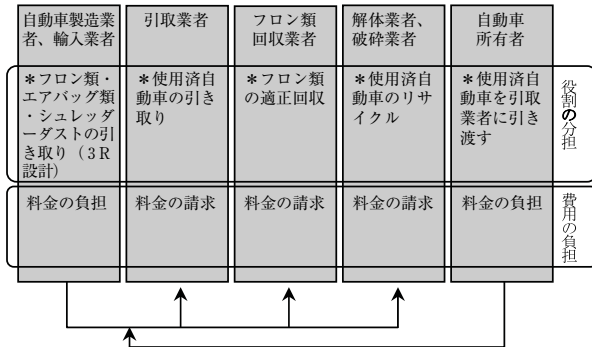 自動車製造業
者、輸入業者
引取業者
フロン類
回収業者
解体業者、
破砕業者
自動車
所有者
＊フロン類・
エアバッグ類
・シュレッダ
ーダストの引
き取り（３Ｒ
設計）
＊使用済自
動車の引き
取り
＊フロン類
の適正回収
＊使用済自
動車のリサ
イクル
＊使用済自
動車を引取
業者に引き
渡す
役割の分担
料金の負担
料金の請求
料金の請求
料金の請求
料金の負担
費用の負担